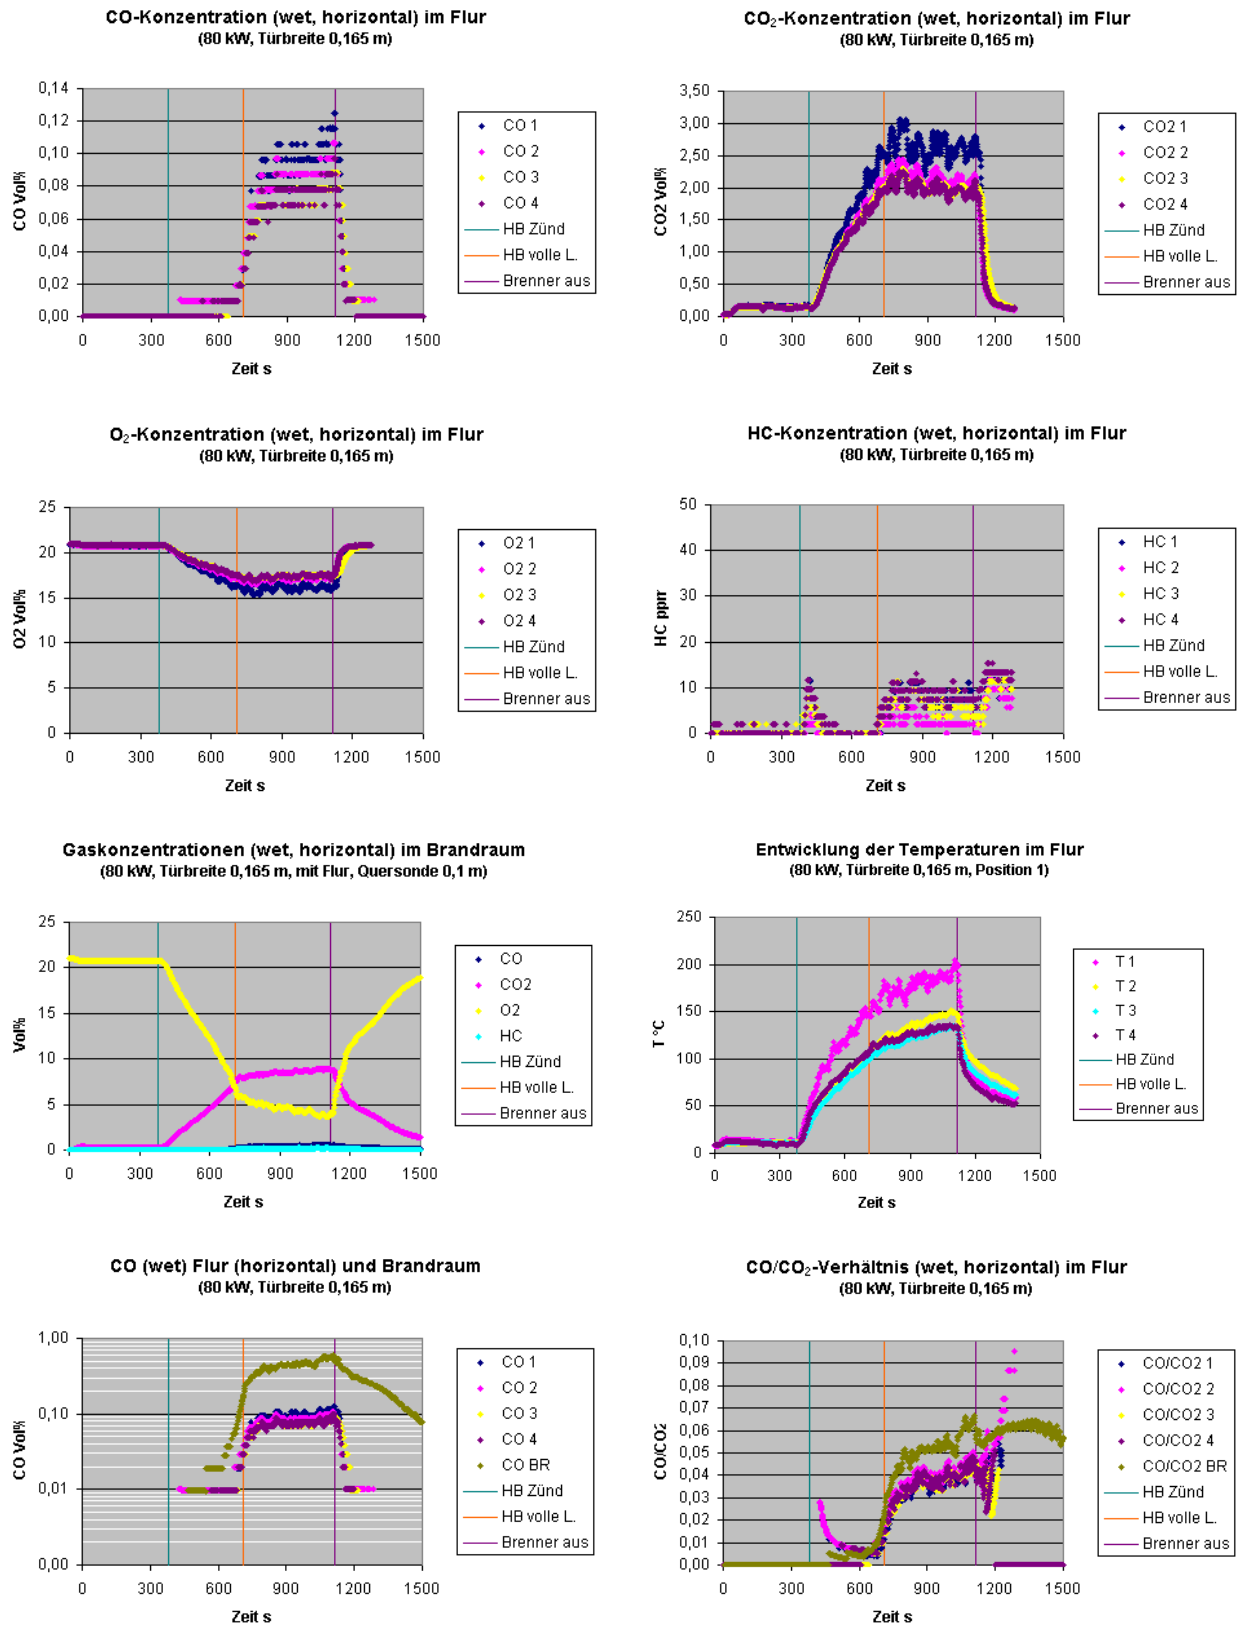 CO-Konzentration (wet, horizontal) im Flur
(80 kW, Türbreite 0,165 m)
CO Vol%
0,14
0,12
0,10
0,08
0,06
0,04
0,02
0,00
0 300 600 900 1200 1500
Zeit s
CO 1
CO 2
CO 3
CO 4
HB Zünd
HB volle L.
Brenner aus
CO₂-Konzentration (wet, horizontal) im Flur
(80 kW, Türbreite 0,165 m)
CO2 Vol%
3,50
3,00
2,50
2,00
1,50
1,00
0,50
0,00
0 300 600 900 1200 1500
Zeit s
CO2 1
CO2 2
CO2 3
CO2 4
HB Zünd
HB volle L.
Brenner aus
O₂-Konzentration (wet, horizontal) im Flur
(80 kW, Türbreite 0,165 m)
O2 Vol%
25
20
15
10
5
0
0 300 600 900 1200 1500
Zeit s
O2 1
O2 2
O2 3
O2 4
HB Zünd
HB volle L.
Brenner aus
HC-Konzentration (wet, horizontal) im Flur
(80 kW, Türbreite 0,165 m)
HC ppm
50
40
30
20
10
0
0 300 600 900 1200 1500
Zeit s
HC 1
HC 2
HC 3
HC 4
HB Zünd
HB volle L.
Brenner aus
Gaskonzentrationen (wet, horizontal) im Brandraum
(80 kW, Türbreite 0,165 m, mit Flur, Quersonde 0,1 m)
Vol%
25
20
15
10
5
0
0 300 600 900 1200 1500
Zeit s
CO
CO2
O2
HC
HB Zünd
HB volle L.
Brenner aus
Entwicklung der Temperaturen im Flur
(80 kW, Türbreite 0,165 m, Position 1)
T °C
250
200
150
100
50
0
0 300 600 900 1200 1500
Zeit s
T 1
T 2
T 3
T 4
HB Zünd
HB volle L.
Brenner aus
CO (wet) Flur (horizontal) und Brandraum
(80 kW, Türbreite 0,165 m)
CO Vol%
1,00
0,10
0,01
0,00
0 300 600 900 1200 1500
Zeit s
CO 1
CO 2
CO 3
CO 4
CO BR
HB Zünd
HB volle L.
Brenner aus
CO/CO₂-Verhältnis (wet, horizontal) im Flur
(80 kW, Türbreite 0,165 m)
CO/CO2
0,10
0,09
0,08
0,07
0,06
0,05
0,04
0,03
0,02
0,01
0,00
0 300 600 900 1200 1500
Zeit s
CO/CO2 1
CO/CO2 2
CO/CO2 3
CO/CO2 4
CO/CO2 BR
HB Zünd
HB volle L.
Brenner aus